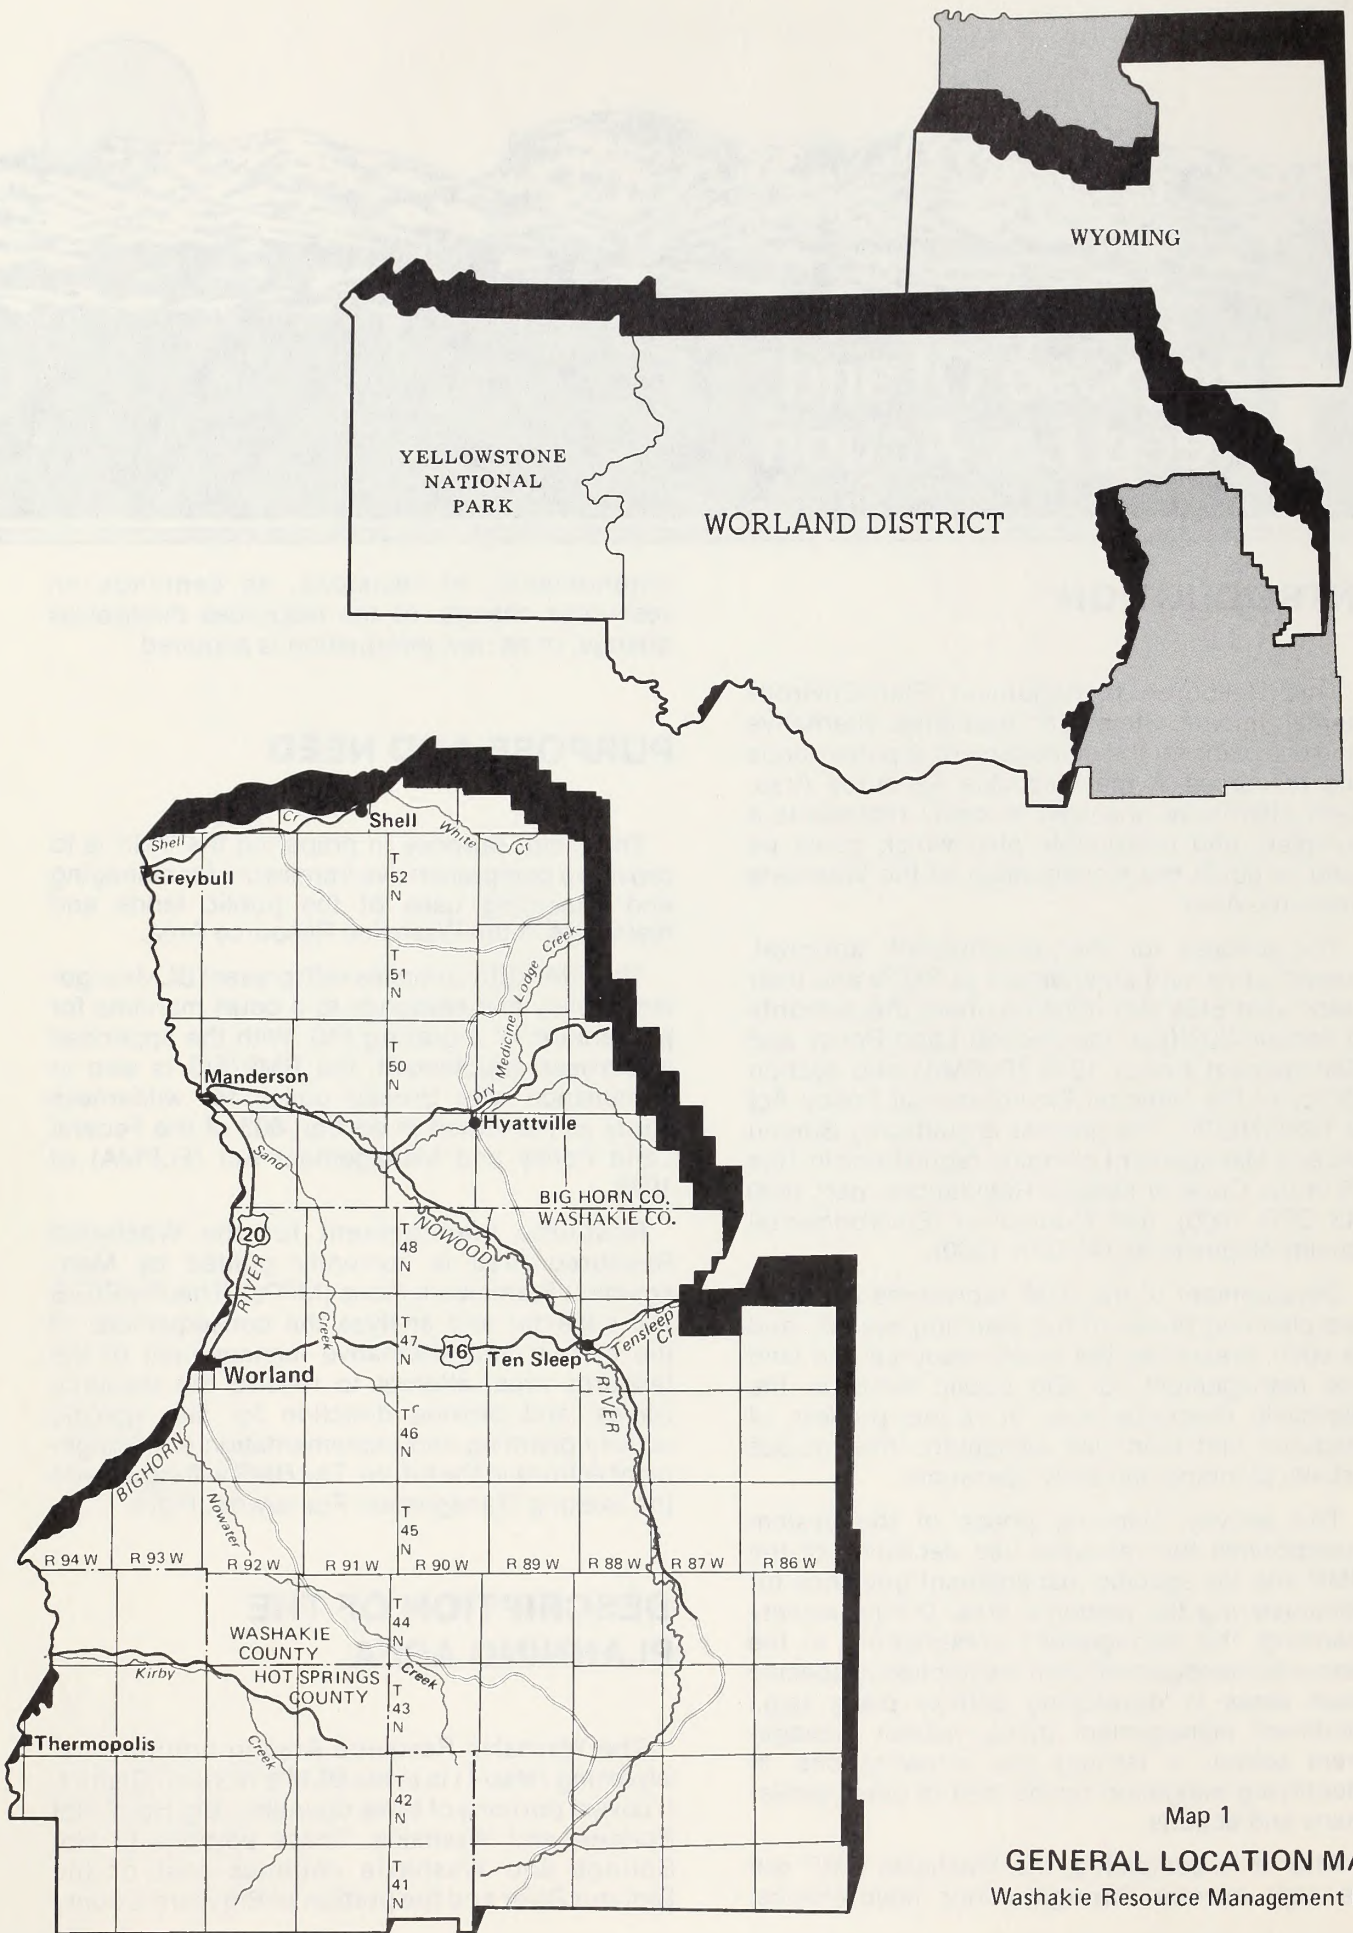 WYOMING
YELLOWSTONE
NATIONAL
PARK
WORLAND DISTRICT
Shell
Cr
Shell
White
Cr
Greybull
T
52
N
T
51
N
Dry Medicine Lodge Creek
T
50
N
Manderson
Hyattville
Sand
Creek
BIG HORN CO.
WASHAKIE CO.
20
RIVER
NOWOOD
T
48
N
T
47
N
16
Ten Sleep
Tensleep
Cr
RIVER
Worland
T
46
N
BIGHORN
Nowater
T
45
N
R 94 W R 93 W R 92 W R 91 W R 90 W R 89 W R 88 W R 87 W R 86 W
T
44
N
WASHAKIE
COUNTY
Kirby
HOT SPRINGS
COUNTY
Creek
T
43
N
Thermopolis
Creek
T
42
N
T
41
N
Map 1
GENERAL LOCATION MA
Washakie Resource Management